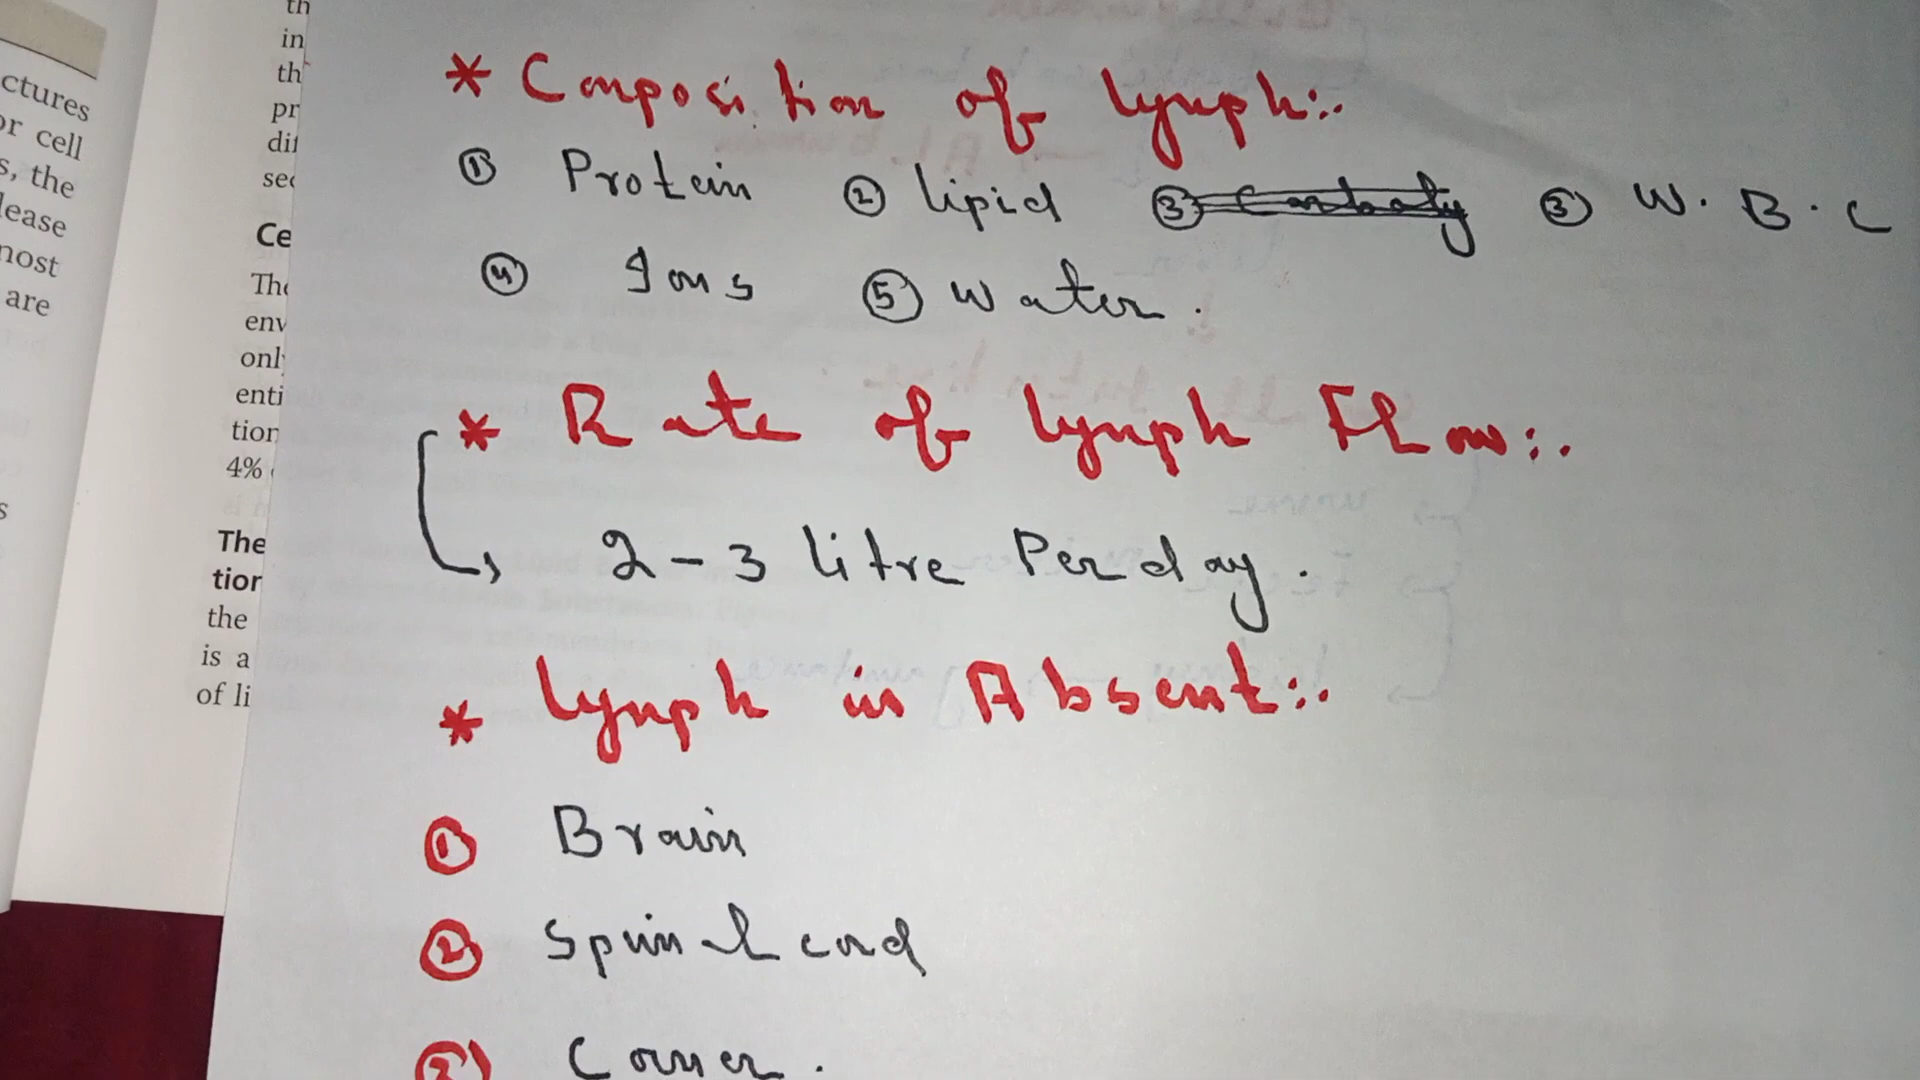 ctures
or cell
s, the
lease
most
are
s
th
in
th
pr
dif
sec
Ce
The
env
only
enti
tion
4%
The
tion
the
is a
of li
* Composition of lymph:.
① Protein ② lipid ③ ③ W.B.C
④ Ions ⑤ Water.
* Rate of lymph Flow:.
2-3 litre Per day.
* lymph is Absent:.
① Brain
② Spinal cord